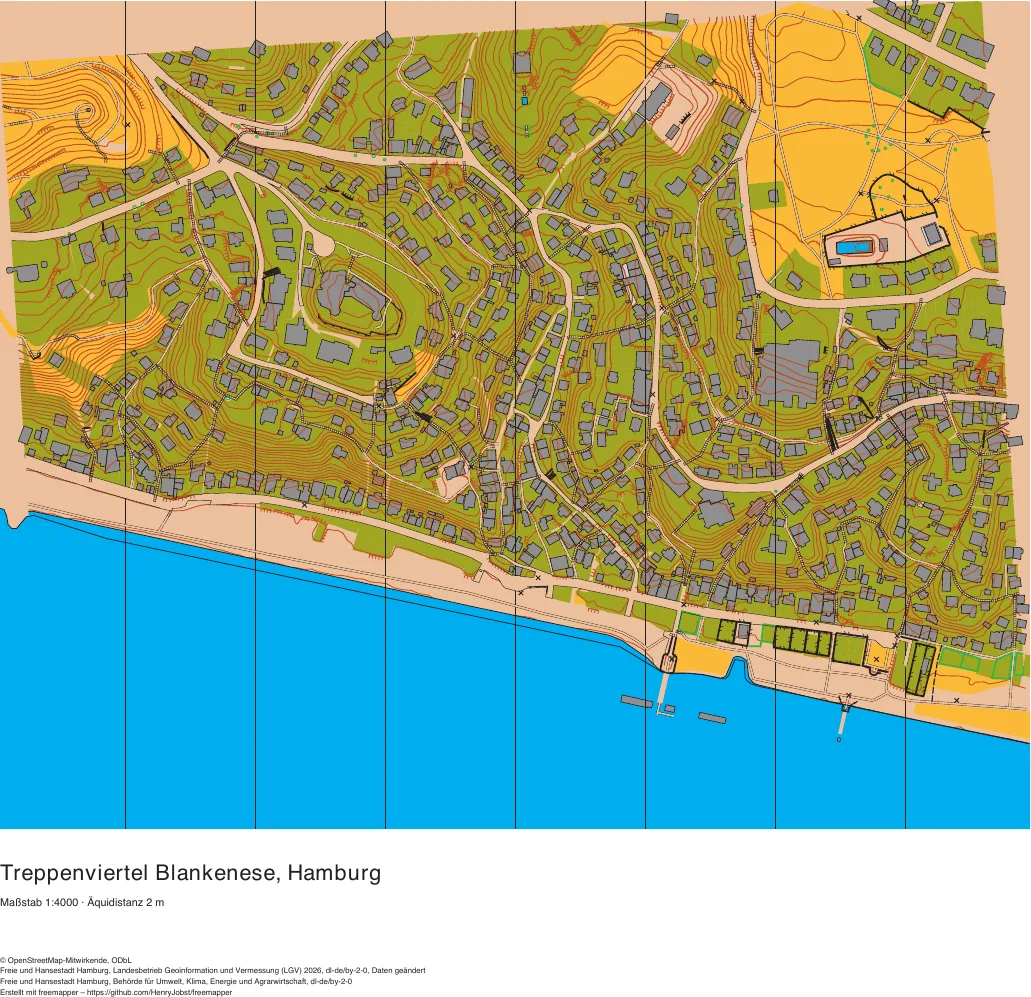 Treppenviertel Blankenese, Hamburg
Maßstab 1:4000 · Äquidistanz 2 m
© OpenStreetMap-Mitwirkende, ODbL
Freie und Hansestadt Hamburg, Landesbetrieb Geoinformation und Vermessung (LGV) 2026, dl-de/by-2-0, Daten geändert
Freie und Hansestadt Hamburg, Behörde für Umwelt, Klima, Energie und Agrarwirtschaft, dl-de/by-2-0
Erstellt mit freemapper – https://github.com/HenryJobst/freemapper